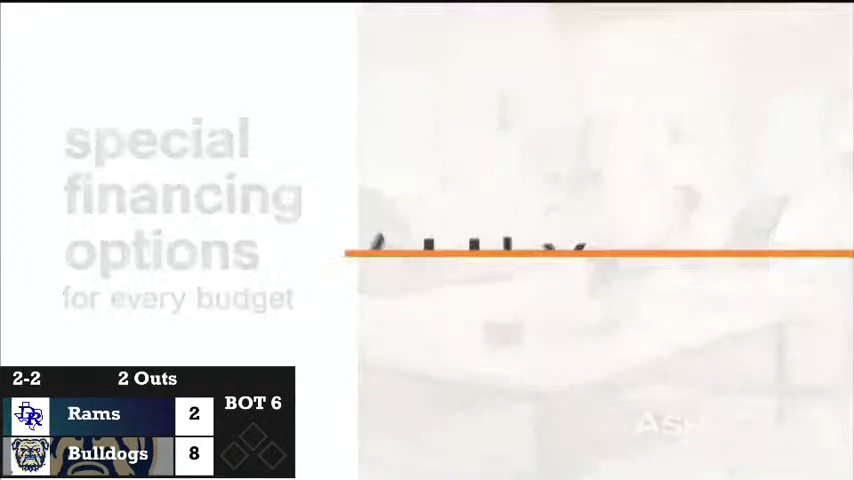 special
financing
options
for every budget
2-2 2 Outs
Rams 2 BOT 6
Bulldogs 8